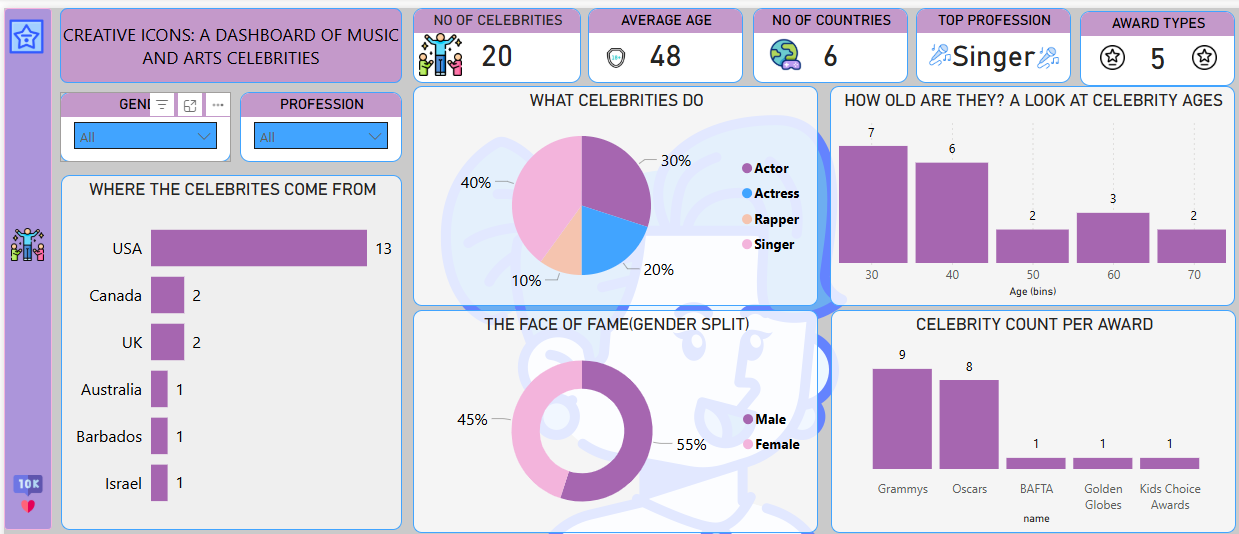 CREATIVE ICONS: A DASHBOARD OF MUSIC
AND ARTS CELEBRITIES
NO OF CELEBRITIES
20
AVERAGE AGE
48
NO OF COUNTRIES
6
TOP PROFESSION
Singer
AWARD TYPES
5
GEN
All
PROFESSION
All
WHERE THE CELEBRITES COME FROM
USA 13
Canada 2
UK 2
Australia 1
Barbados 1
Israel 1
WHAT CELEBRITIES DO
30%
40%
10%
20%
Actor
Actress
Rapper
Singer
HOW OLD ARE THEY? A LOOK AT CELEBRITY AGES
7
6
2
3
2
30 40 50 60 70
Age (bins)
THE FACE OF FAME(GENDER SPLIT)
45%
55%
Male
Female
CELEBRITY COUNT PER AWARD
9
8
1
1
1
Grammys Oscars BAFTA Golden Kids Choice
Globes Awards
name
10K